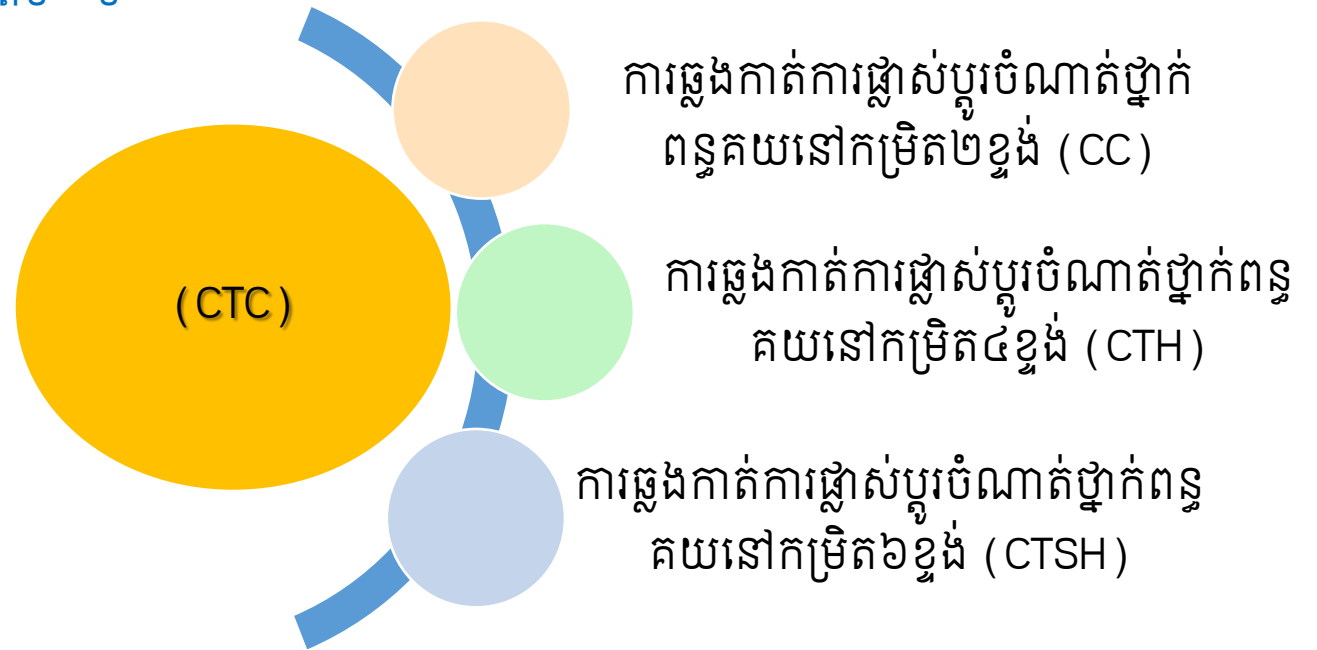 ការឆ្លងកាត់ការផ្លាស់ប្តូរចំណាត់ថ្នាក់
ពន្ធគយនៅកម្រិត២ខ្ទង់ (CC)
(CTC)
ការឆ្លងកាត់ការផ្លាស់ប្តូរចំណាត់ថ្នាក់ពន្ធ
គយនៅកម្រិត៤ខ្ទង់ (CTH)
ការឆ្លងកាត់ការផ្លាស់ប្តូរចំណាត់ថ្នាក់ពន្ធ
គយនៅកម្រិត៦ខ្ទង់ (CTSH)